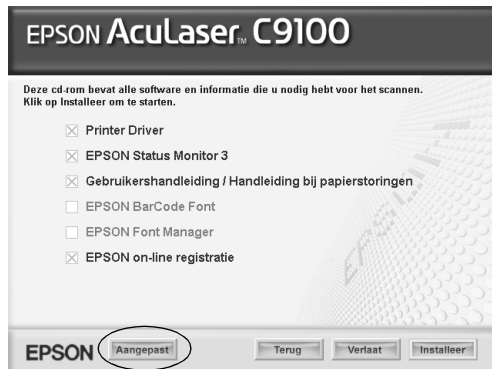 EPSON AcuLaser™ C9100
Deze cd-rom bevat alle software en informatie die u nodig hebt voor het scannen.
Klik op Installeer om te starten.
Printer Driver
EPSON Status Monitor 3
Gebruikershandleiding / Handleiding bij papierstoringen
EPSON BarCode Font
EPSON Font Manager
EPSON on-line registratie
EPSON
EPSON Aangepast Terug Verlaat Installeer